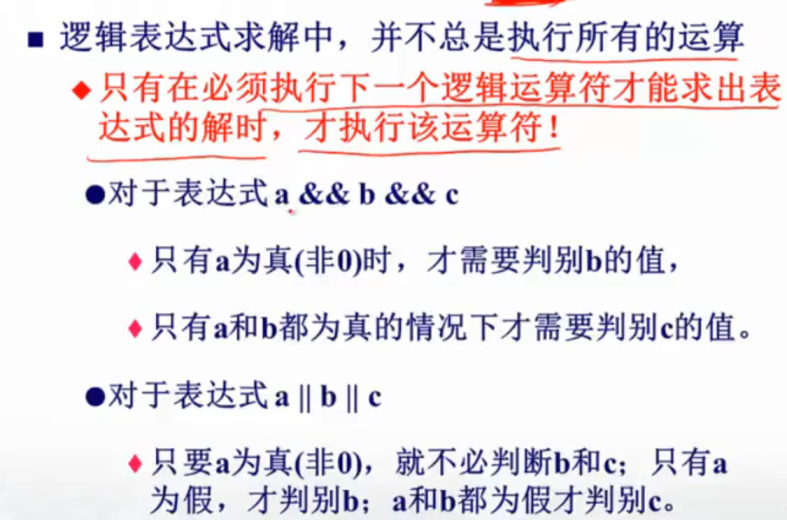 ■ 逻辑表达式求解中，并不总是执行所有的运算
◆ 只有在必须执行下一个逻辑运算符才能求出表
达式的解时，才执行该运算符！
●对于表达式 a && b && c
♦ 只有a为真(非0)时，才需要判别b的值，
♦ 只有a和b都为真的情况下才需要判别c的值。
●对于表达式 a || b || c
♦ 只要a为真(非0)，就不必判断b和c；只有a
为假，才判别b；a和b都为假才判别c。